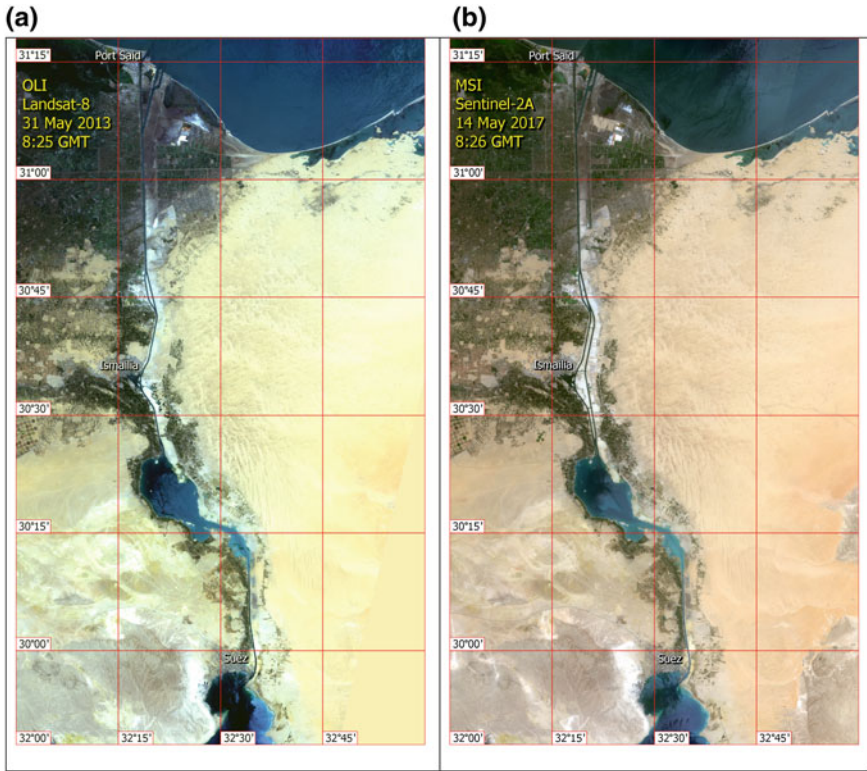 (a)
31°15'
Port Said
OLI
Landsat-8
31 May 2013
8:25 GMT
31°00'
30°45'
Ismailia
30°30'
30°15'
30°00'
Suez
32°00'
32°15'
32°30'
32°45'
(b)
31°15'
Port Said
MSI
Sentinel-2A
14 May 2017
8:26 GMT
31°00'
30°45'
Ismailia
30°30'
30°15'
30°00'
Suez
32°00'
32°15'
32°30'
32°45'